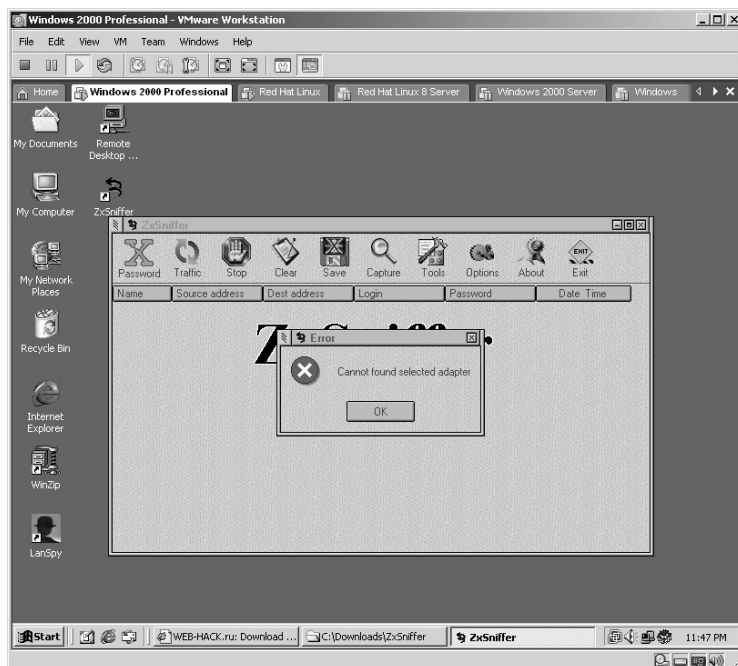 Windows 2000 Professional - VMware Workstation
File Edit View VM Team Windows Help
Home Windows 2000 Professional Red Hat Linux Red Hat Linux 8 Server Windows 2000 Server Windows
My Documents
Remote Desktop ...
My Computer
ZxSniffer
My Network Places
Recycle Bin
Internet Explorer
WinZip
LanSpy
ZxSniffer
Password Traffic Stop Clear Save Capture Tools Options About Exit
EXIT
Name Source address Dest address Login Password Date Time
Error
Cannot found selected adapter
OK
Start WEB-HACK.ru: Download ... C:\Downloads\ZxSniffer ZxSniffer 11:47 PM